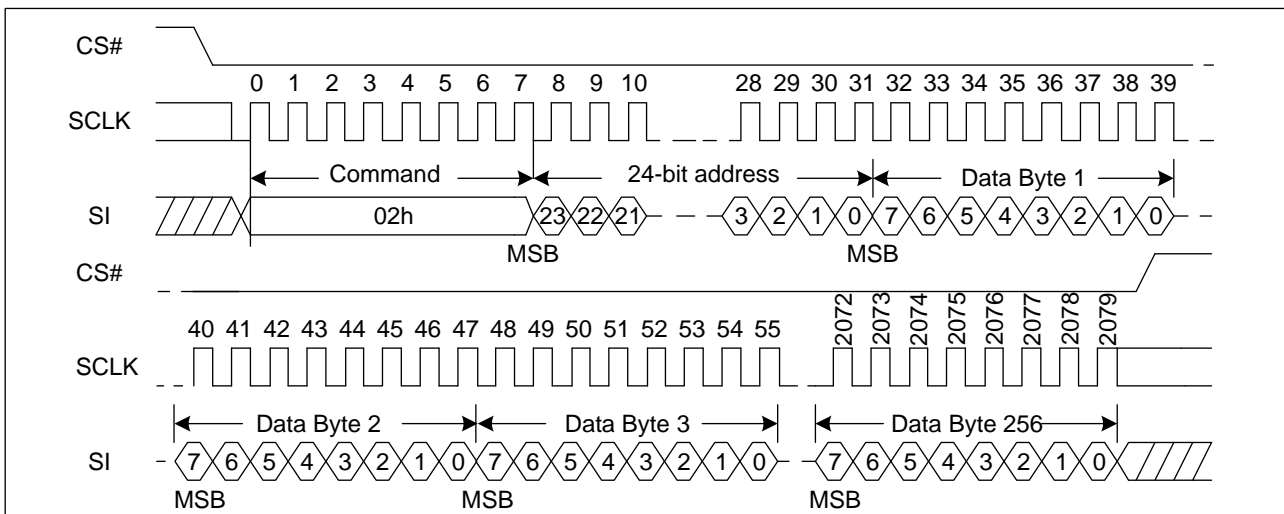 CS#
0 1 2 3 4 5 6 7 8 9 10 28 29 30 31 32 33 34 35 36 37 38 39
SCLK
Command 24-bit address Data Byte 1
SI 02h 23 22 21 3 2 1 0 7 6 5 4 3 2 1 0
MSB MSB
CS#
40 41 42 43 44 45 46 47 48 49 50 51 52 53 54 55 2072 2073 2074 2075 2076 2077 2078 2079
SCLK
Data Byte 2 Data Byte 3 Data Byte 256
SI 7 6 5 4 3 2 1 0 7 6 5 4 3 2 1 0 7 6 5 4 3 2 1 0
MSB MSB MSB